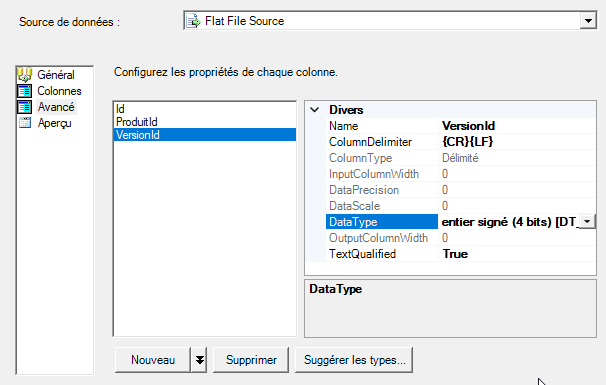 Source de données : Flat File Source
Général
Colonnes
Avancé
Aperçu
Configurez les propriétés de chaque colonne.
Id
ProduitId
VersionId
Divers
Name VersionId
ColumnDelimiter {CR}{LF}
ColumnType Délimité
InputColumnWidth 0
DataPrecision 0
DataScale 0
DataType entier signé (4 bits) [DT_
OutputColumnWidth 0
TextQualified True
DataType
Nouveau Supprimer Suggérer les types...